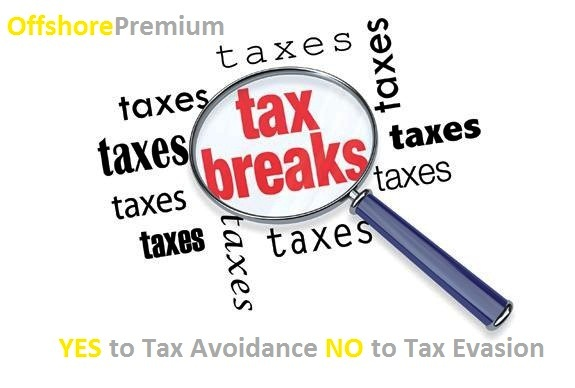 OffshorePremium
taxes
taxes
taxes
tax
breaks
taxes
taxes
taxes
taxes
taxes
taxes
taxes
YES to Tax Avoidance NO to Tax Evasion